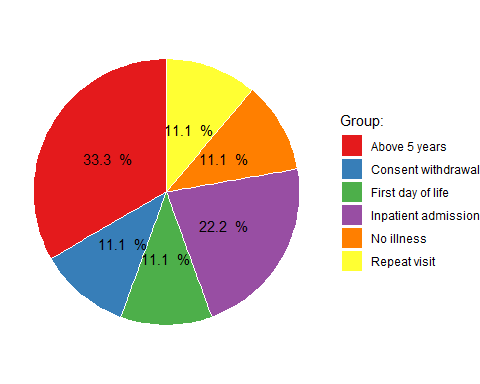 Group:
Above 5 years
Consent withdrawal
First day of life
Inpatient admission
No illness
Repeat visit
11.1 %
33.3 %
11.1 %
22.2 %
11.1 %
11.1 %